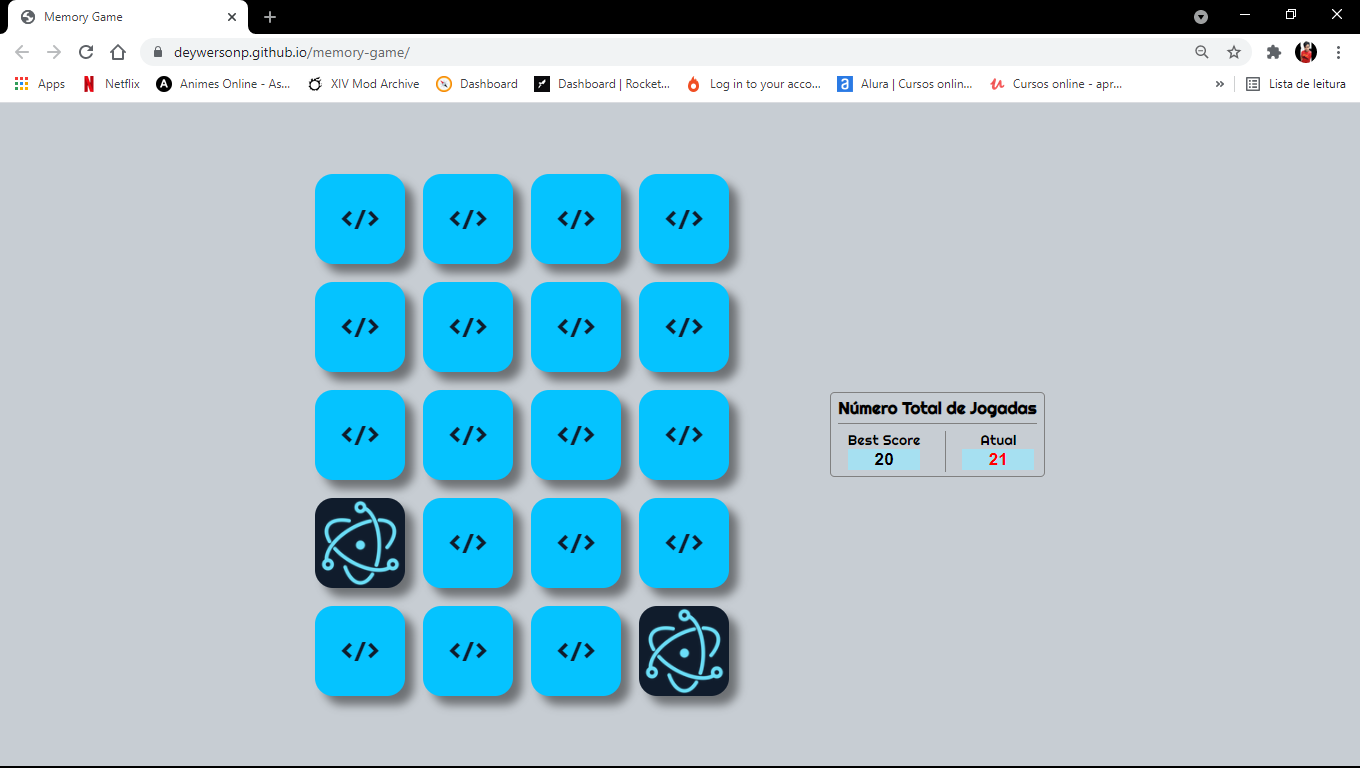 Memory Game
deywersonp.github.io/memory-game/
Apps Netflix Animes Online - As... XIV Mod Archive Dashboard Dashboard | Rocket... Log in to your acco... Alura | Cursos onlin... Cursos online - apr... » Lista de leitura
</> </> </> </>
</> </> </> </>
</> </> </> </>
</> </> </>
</> </> </>
Número Total de Jogadas
Best Score Atual
20 21